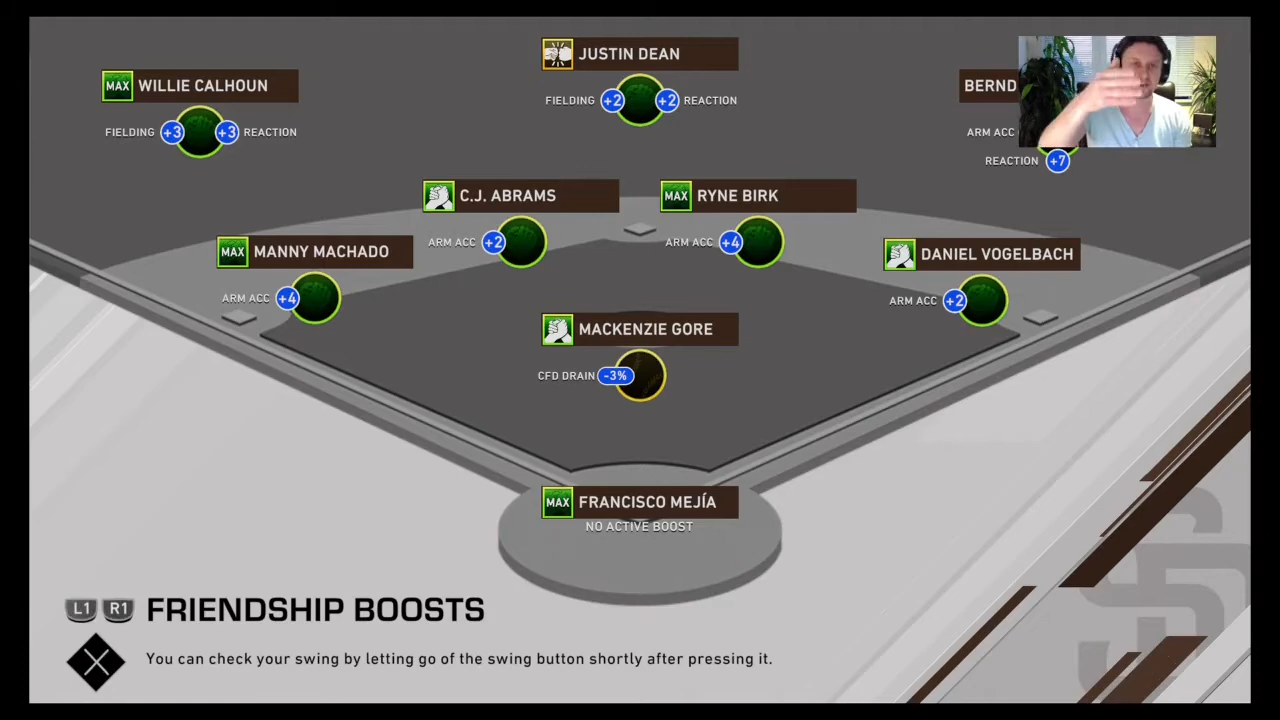 JUSTIN DEAN
FIELDING +2 +2 REACTION
MAX WILLIE CALHOUN
FIELDING +3 +3 REACTION
BERND
ARM ACC
REACTION +7
C.J. ABRAMS
ARM ACC +2
MAX RYNE BIRK
ARM ACC +4
MAX MANNY MACHADO
ARM ACC +4
DANIEL VOGELBACH
ARM ACC +2
MACKENZIE GORE
CFD DRAIN -3%
MAX FRANCISCO MEJÍA
NO ACTIVE BOOST
L1 R1 FRIENDSHIP BOOSTS
You can check your swing by letting go of the swing button shortly after pressing it.